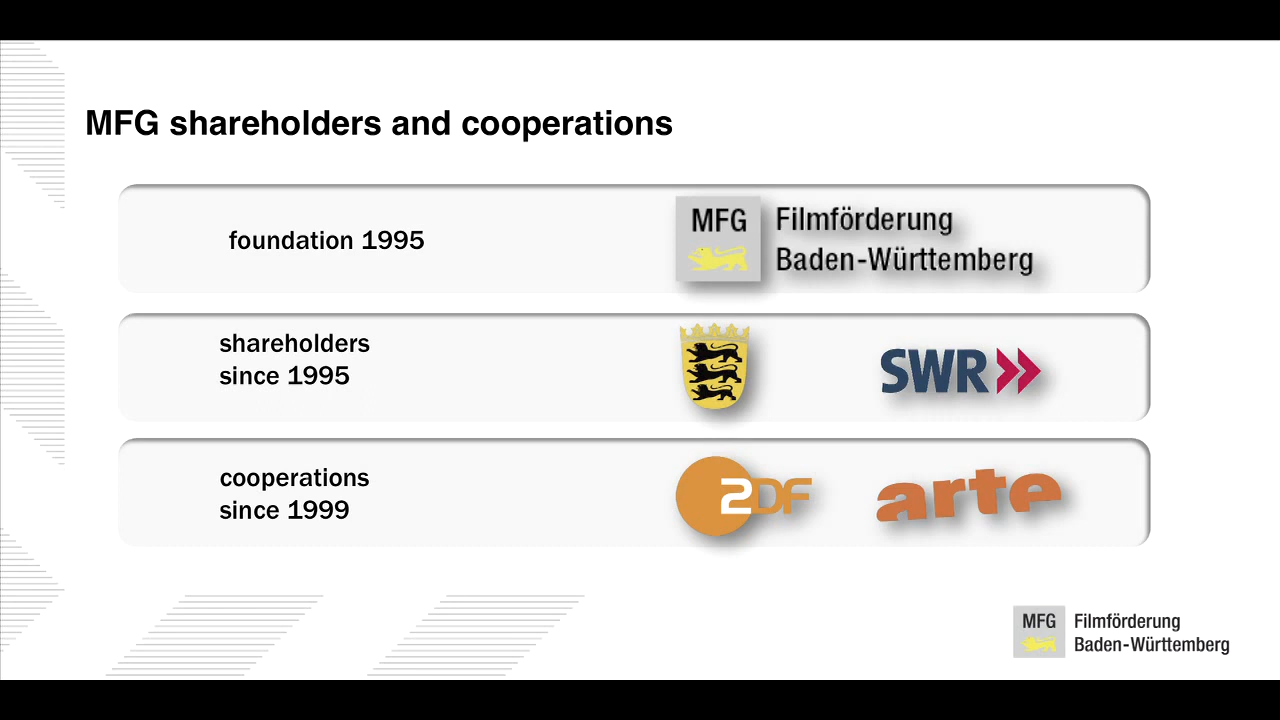 MFG shareholders and cooperations
foundation 1995
MFG
Filmförderung
Baden-Württemberg
shareholders
since 1995
SWR
cooperations
since 1999
2DF
arte
MFG
Filmförderung
Baden-Württemberg